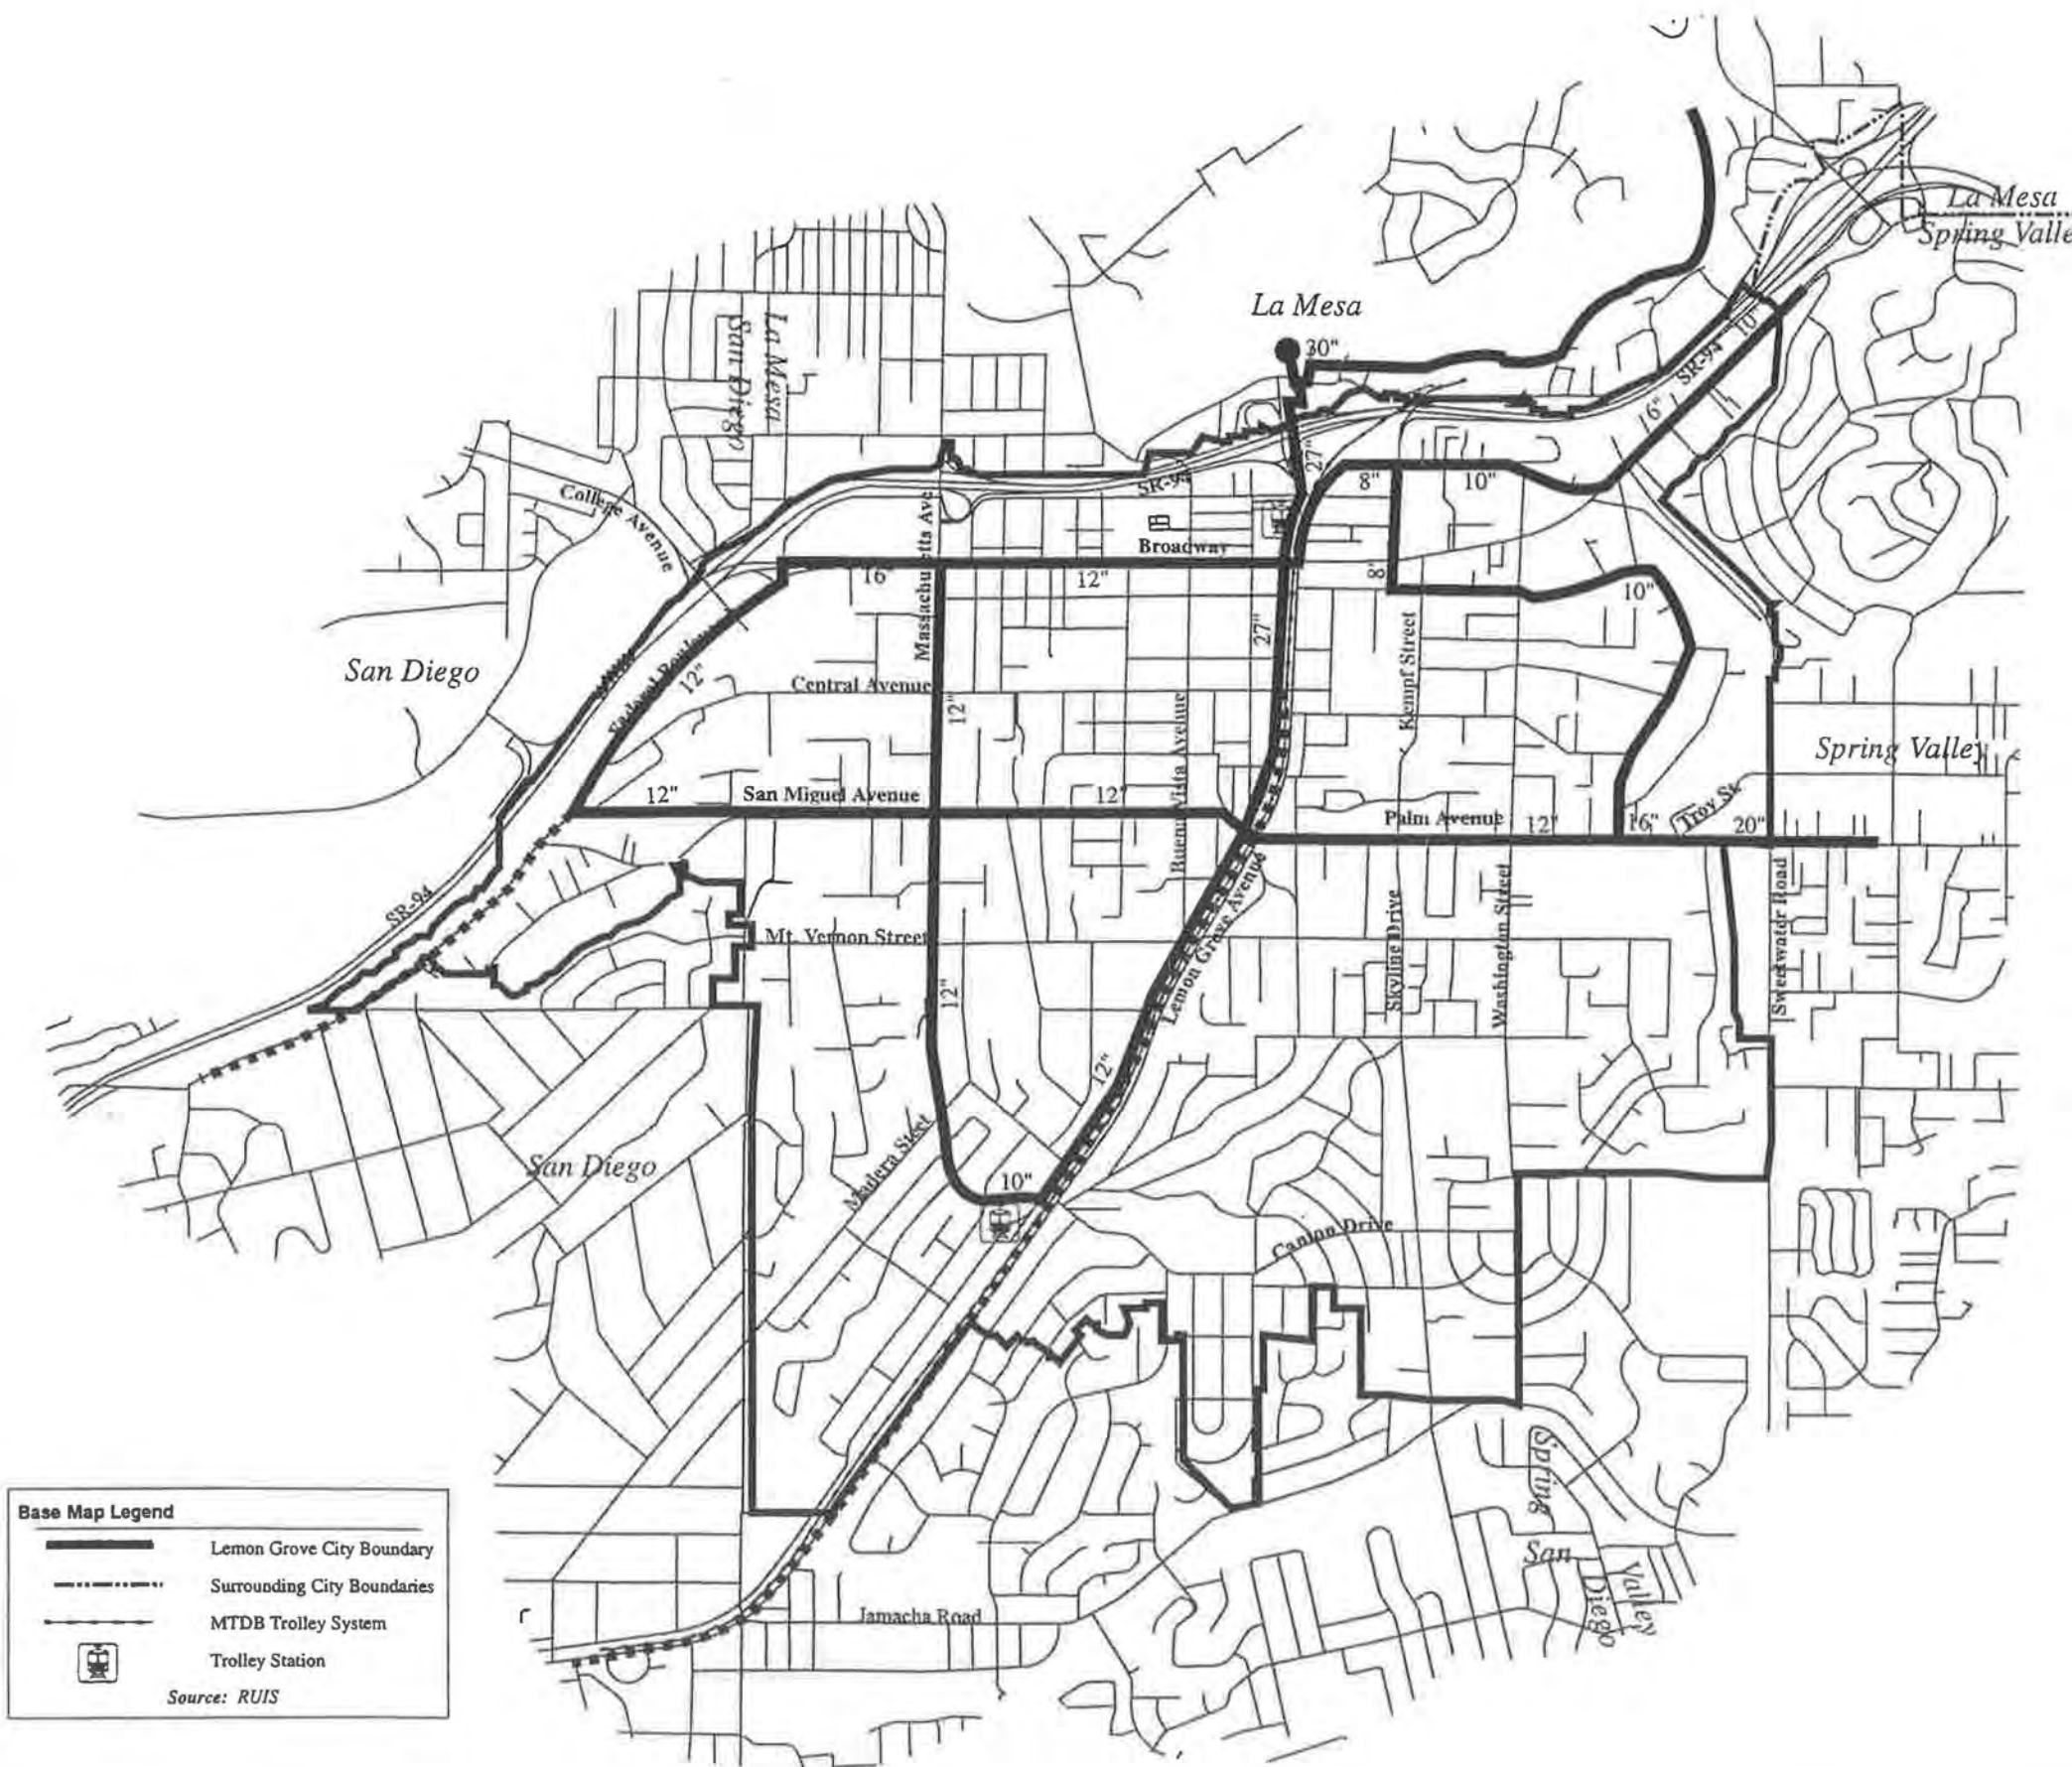 La Mesa
Spring Valle
La Mesa
30"
La Mesa
San Diego
10"
SR-94
16"
27"
College Avenue
SR-94
8"
10"
Massachusetts Ave
Broadway
16"
12"
8"
10"
27"
San Diego
Federal Boulevard
12"
Central Avenue
12"
Kempf Street
Buena Vista Avenue
Spring Valley
12"
San Miguel Avenue
12"
Palm Avenue
12"
16"
Troy St.
20"
SR-94
Mt. Vernon Street
Lemon Grove Avenue
Skyline Drive
Washington Street
Sweetwater Road
12"
12"
Madera Street
San Diego
10"
Canlon Drive
Spring Valley
San Diego
Jamacha Road
Base Map Legend
Lemon Grove City Boundary
Surrounding City Boundaries
MTDB Trolley System
Trolley Station
Source: RUIS